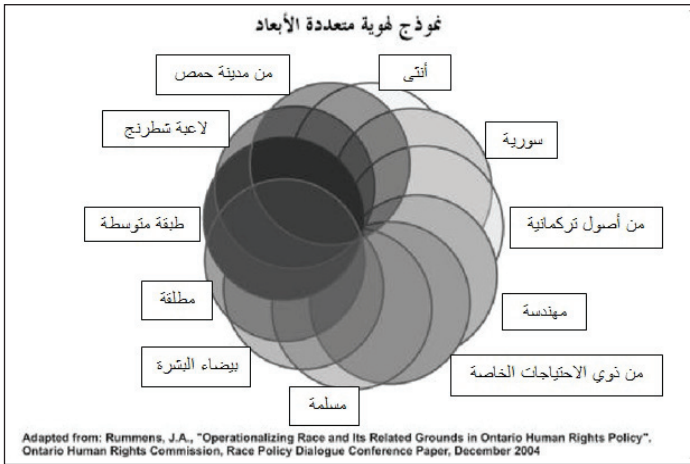 نموذج لهوية متعددة الأبعاد
أنثى
من مدينة حمص
سورية
لاعبة شطرنج
من أصول تركمانية
طبقة متوسطة
مهندسة
مطلقة
من ذوي الاحتياجات الخاصة
بيضاء البشرة
مسلمة
Adapted from: Rummens, J.A., "Operationalizing Race and Its Related Grounds in Ontario Human Rights Policy".
Ontario Human Rights Commission, Race Policy Dialogue Conference Paper, December 2004